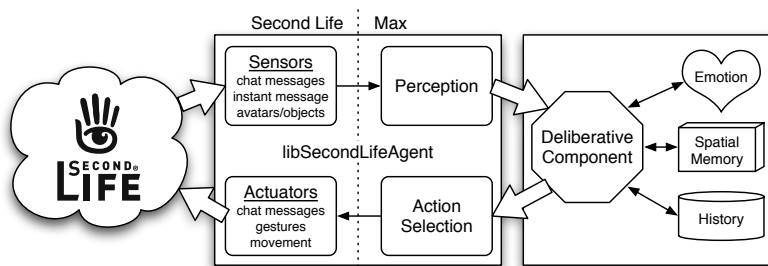 Second Life
Max
Sensors
chat messages
instant message
avatars/objects
Perception
libSecondLifeAgent
Actuators
chat messages
gestures
movement
Action
Selection
SECOND®
LIFE™
Deliberative
Component
Emotion
Spatial
Memory
History